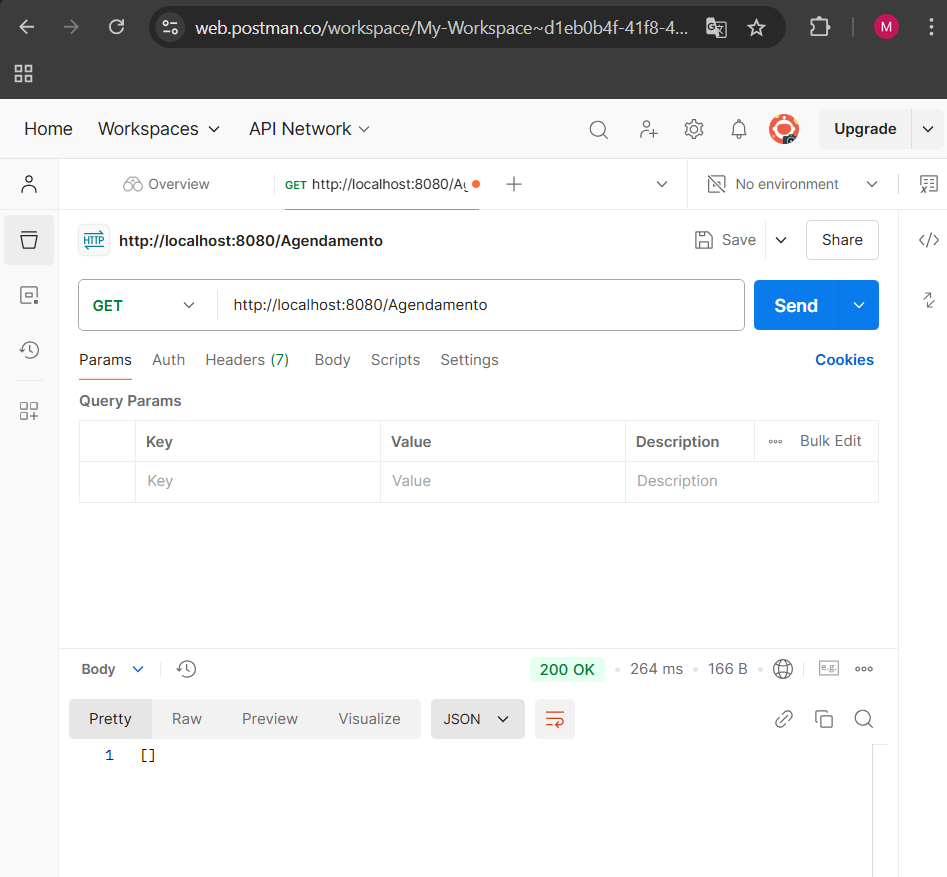 web.postman.co/workspace/My-Workspace~d1eb0b4f-41f8-4...
M
Home Workspaces API Network Upgrade
Overview GET http://localhost:8080/Ag No environment
HTTP http://localhost:8080/Agendamento Save Share
GET http://localhost:8080/Agendamento Send
Params Auth Headers (7) Body Scripts Settings Cookies
Query Params
Key Value Description Bulk Edit
Key Value Description
Body 200 OK 264 ms 166 B e.g.
Pretty Raw Preview Visualize JSON
1 []